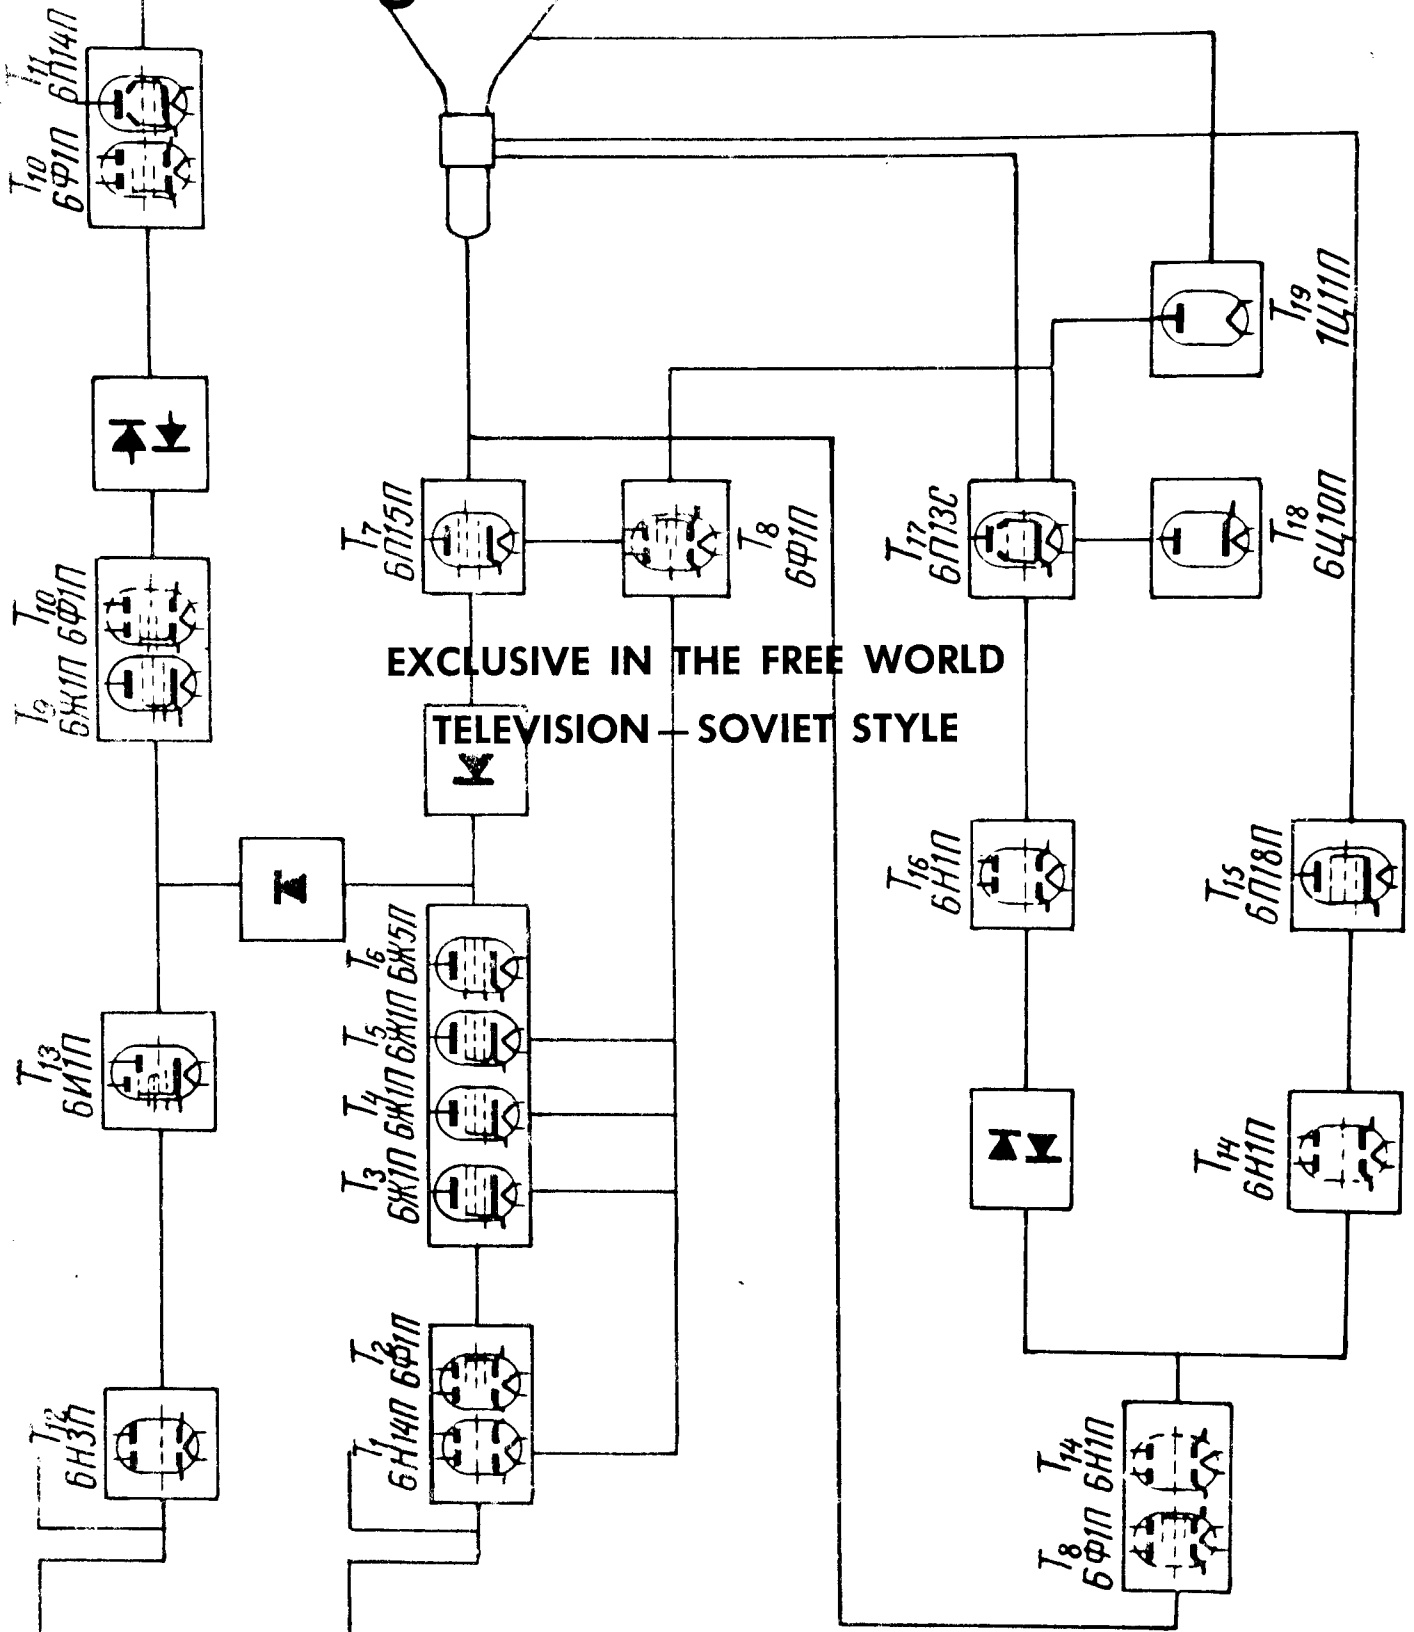 T11
6П14П
T10
6Ф1П
T10
6Ф1П
T9
6Ж1П
T13
6И1П
T12
6Н3П
T7
6П15П
T8
6Ф1П
T17
6П13С
T18
6Ц10П
T19
1Ц11П
EXCLUSIVE IN THE FREE WORLD
TELEVISION — SOVIET STYLE
T6
6Ж5П
T5
6Ж1П
T4
6Ж1П
T3
6Ж1П
T2
6Ф1П
T1
6Н14П
T16
6Н1П
T15
6П18П
T14
6Н1П
T14
6Н1П
T8
6Ф1П